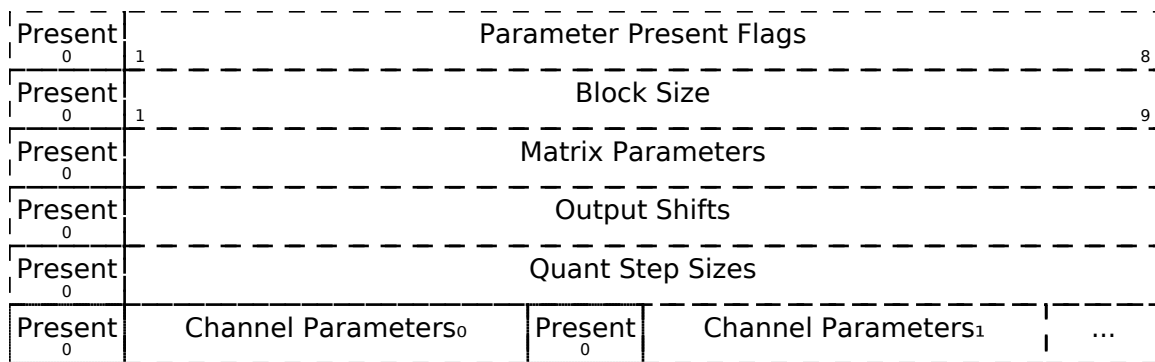 Present Parameter Present Flags
0 1 8
Present Block Size
0 1 9
Present Matrix Parameters
0
Present Output Shifts
0
Present Quant Step Sizes
0
Present Channel Parameters₀ Present Channel Parameters₁ ...
0 0